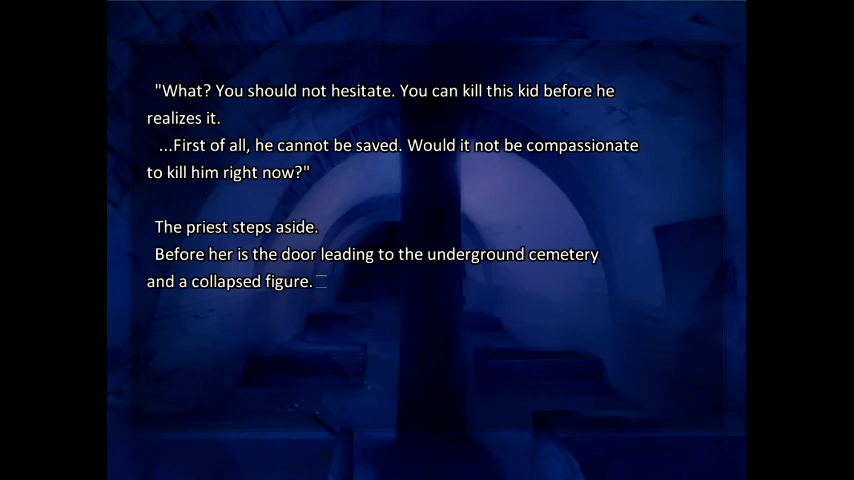 "What? You should not hesitate. You can kill this kid before he
realizes it.
...First of all, he cannot be saved. Would it not be compassionate
to kill him right now?"
The priest steps aside.
Before her is the door leading to the underground cemetery
and a collapsed figure.